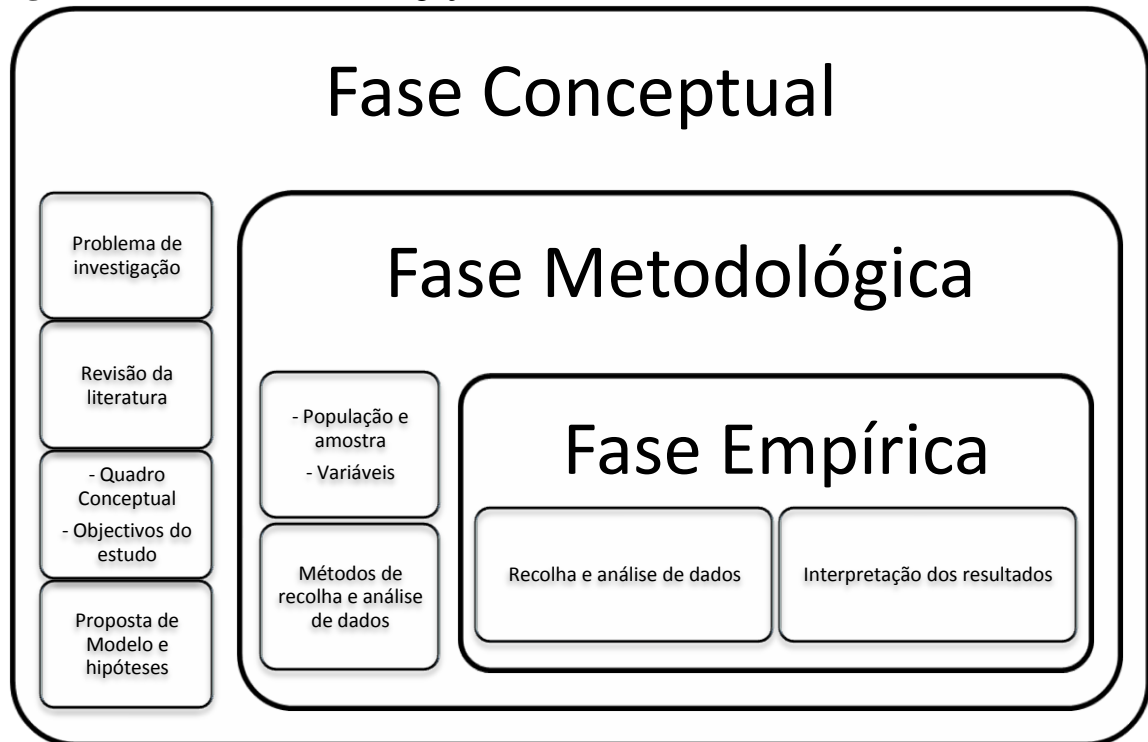 Fase Conceptual
Problema de
investigação
Revisão da
literatura
- Quadro
Conceptual
- Objectivos do
estudo
Proposta de
Modelo e
hipóteses
Fase Metodológica
- População e
amostra
- Variáveis
Métodos de
recolha e análise
de dados
Fase Empírica
Recolha e análise de dados
Interpretação dos resultados